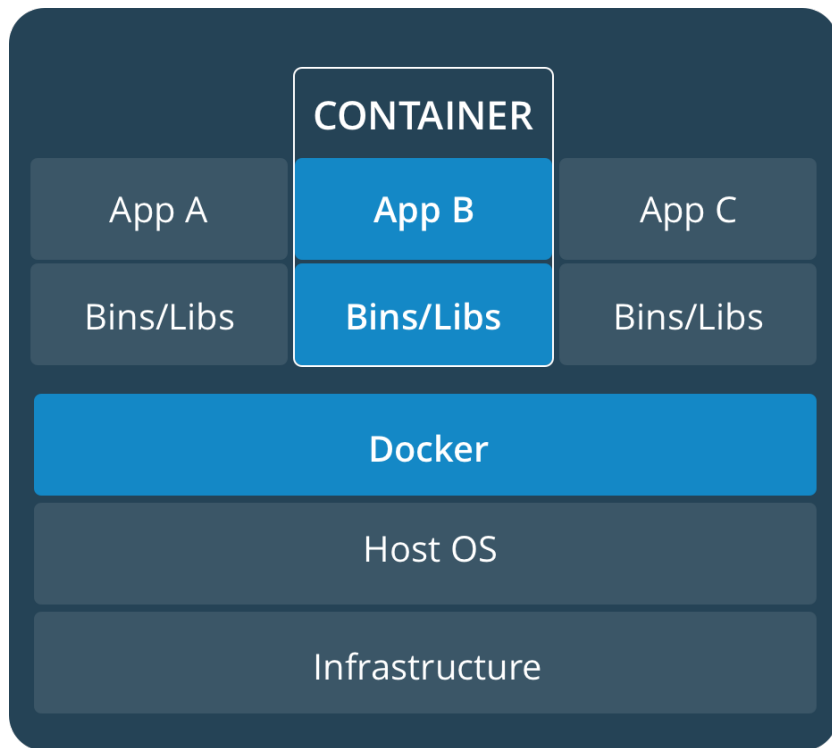 CONTAINER
App A
App B
App C
Bins/Libs
Bins/Libs
Bins/Libs
Docker
Host OS
Infrastructure